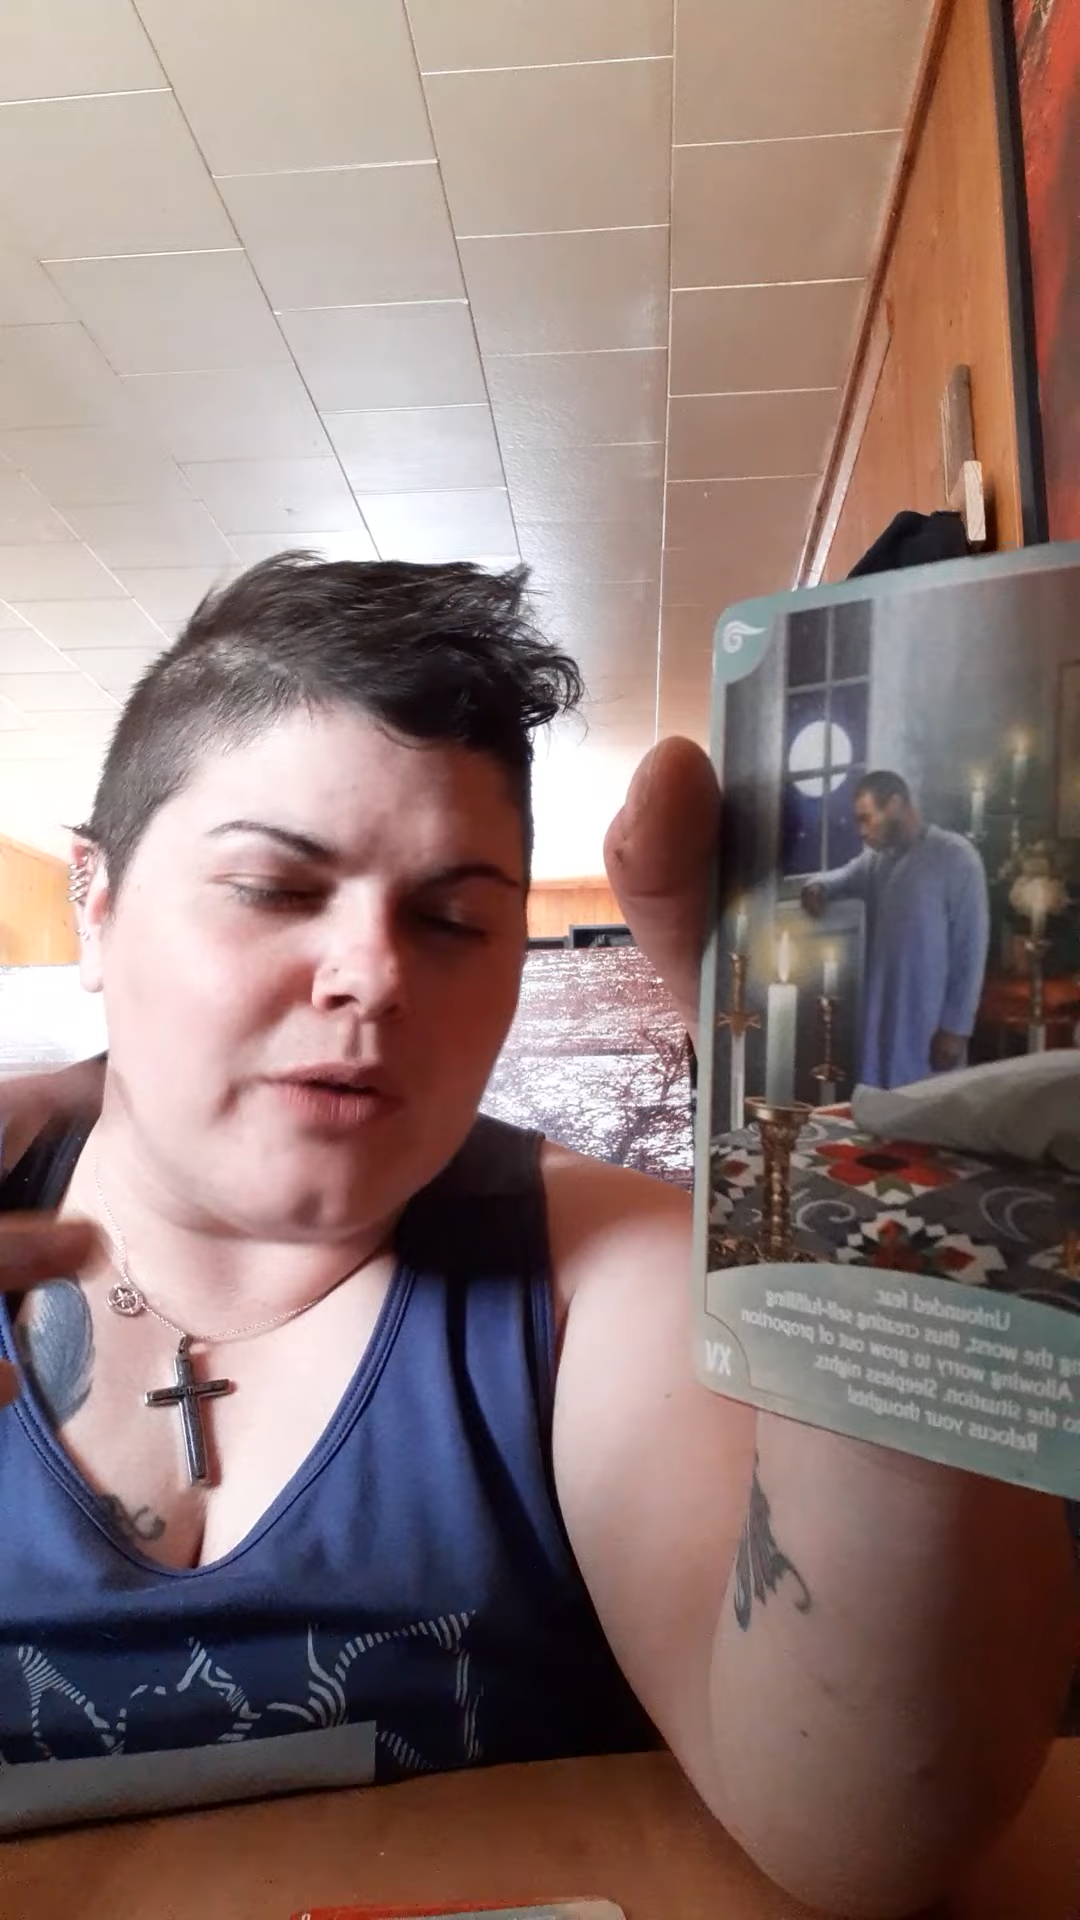 Unfounded fear.
the worst, thus creating self-fulfilling
Allowing worry to grow out of proportion
the situation. Sleepless nights.
Refocus your thoughts!